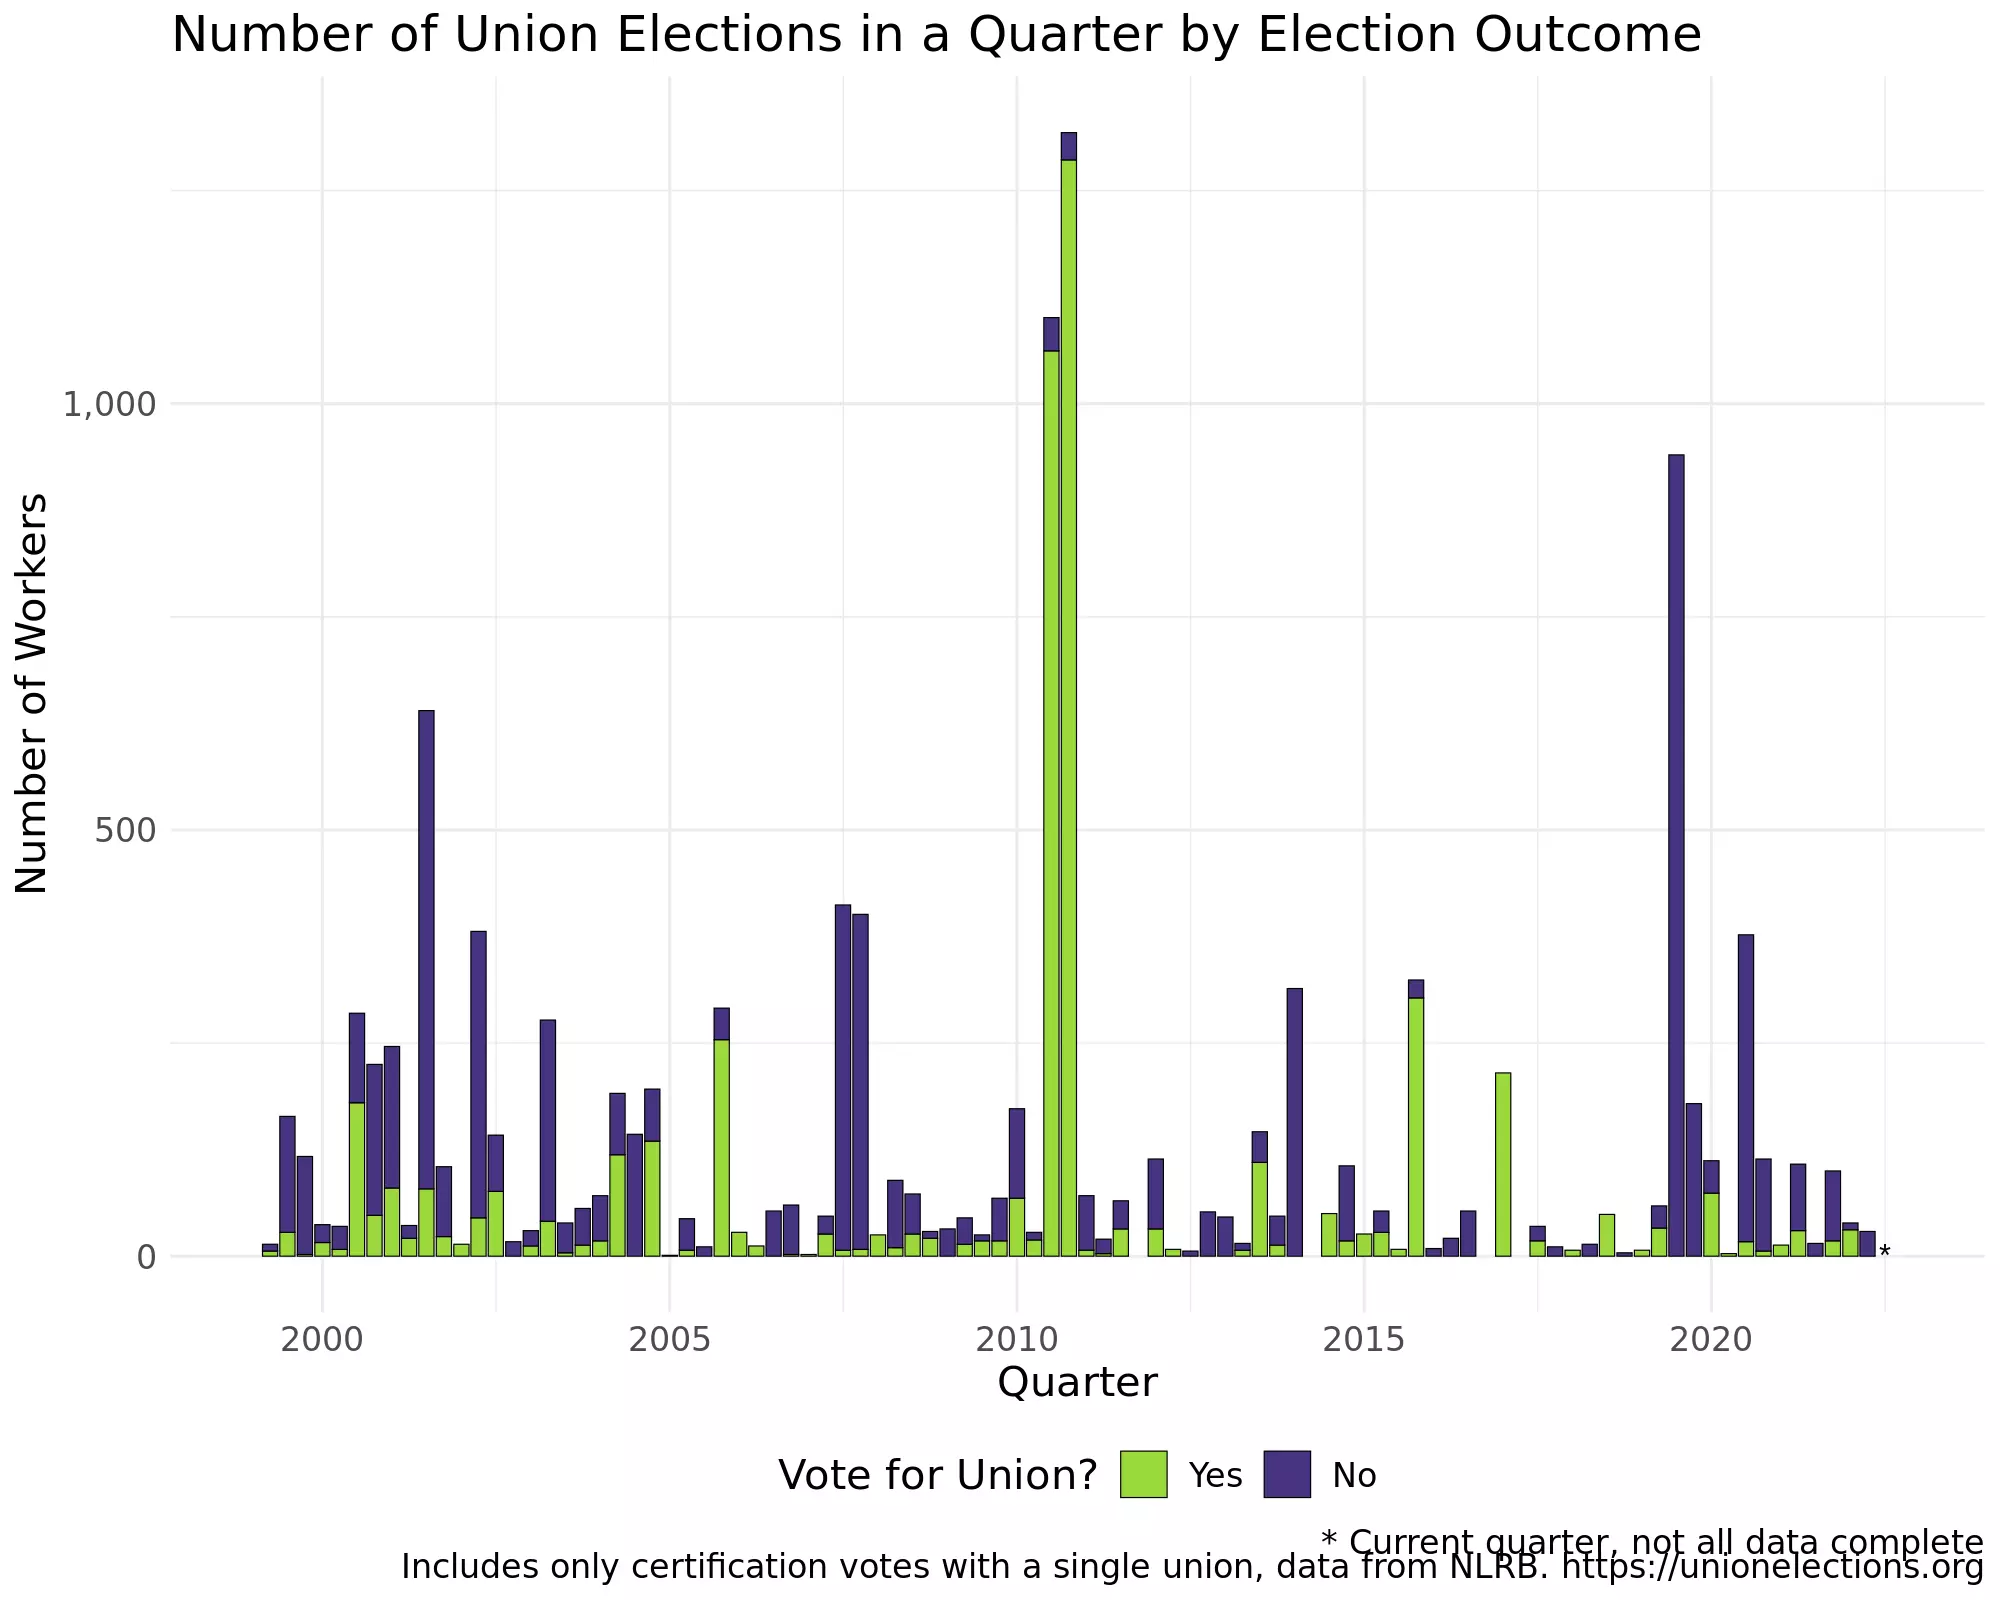 Number of Union Elections in a Quarter by Election Outcome
Number of Workers
1,000
500
0
*
2000 2005 2010 2015 2020
Quarter
Vote for Union? Yes No
* Current quarter, not all data complete
Includes only certification votes with a single union, data from NLRB. https://unionelections.org